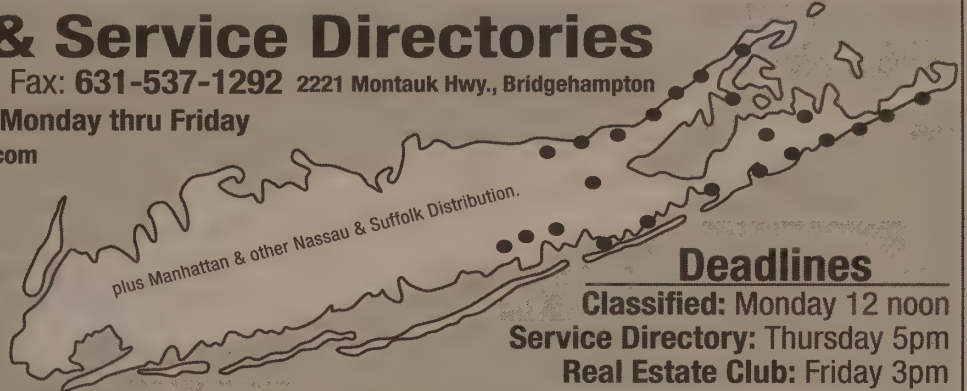 & Service Directories
Fax: 631-537-1292 2221 Montauk Hwy., Bridgehampton
Monday thru Friday
com
plus Manhattan & other Nassau & Suffolk Distribution.
Deadlines
Classified: Monday 12 noon
Service Directory: Thursday 5pm
Real Estate Club: Friday 3pm